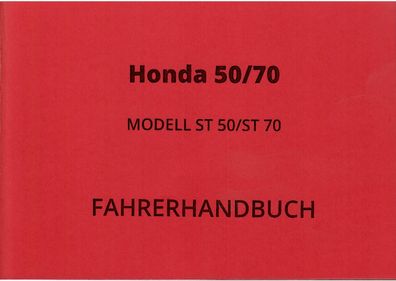 Honda 50/70
MODELL ST 50/ST 70
FAHRERHANDBUCH